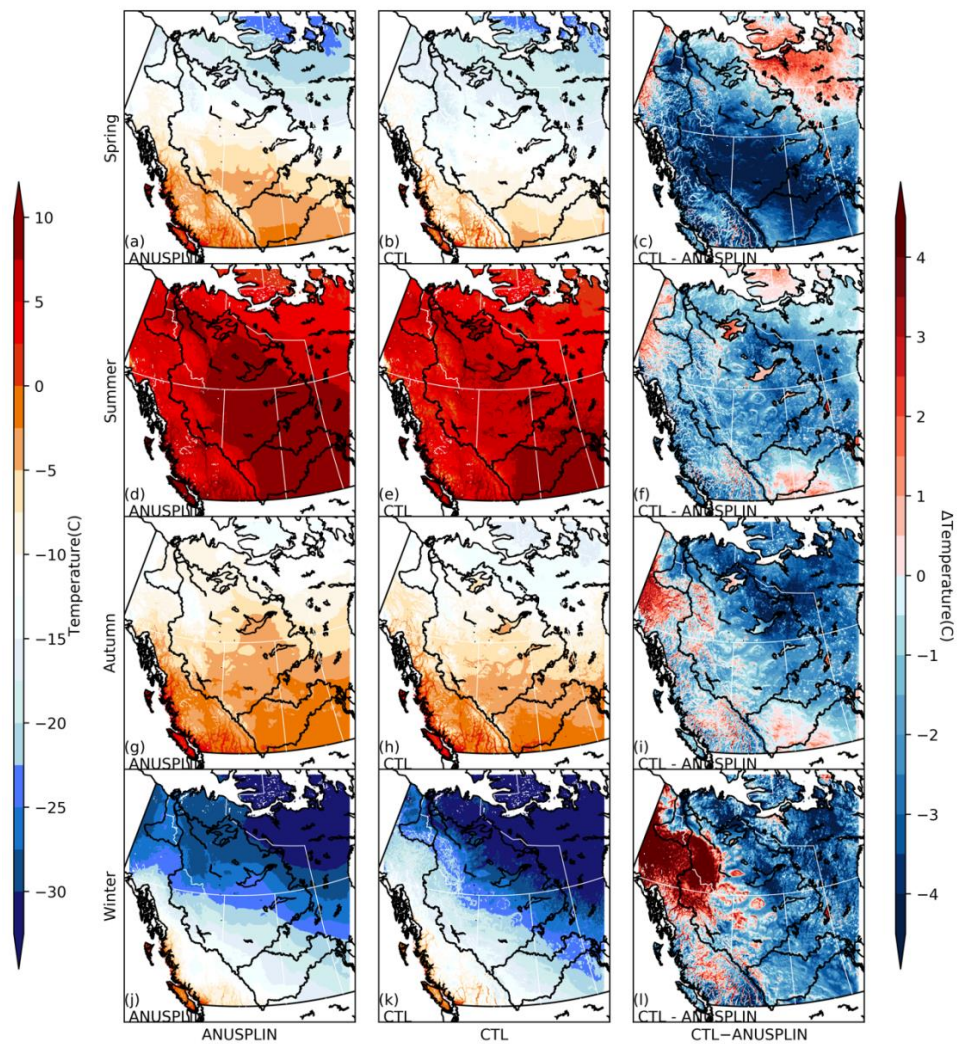 Spring
(a)
ANUSPLIN
(b)
CTL
(c)
CTL - ANUSPLIN
Summer
(d)
ANUSPLIN
(e)
CTL
(f)
CTL - ANUSPLIN
Autumn
(g)
ANUSPLIN
(h)
CTL
(i)
CTL - ANUSPLIN
Winter
(j)
ANUSPLIN
(k)
CTL
(l)
CTL - ANUSPLIN
ANUSPLIN
CTL
CTL−ANUSPLIN
10
5
0
−5
−10
−15
−20
−25
−30
Temperature(C)
4
3
2
1
0
−1
−2
−3
−4
ΔTemperature(C)